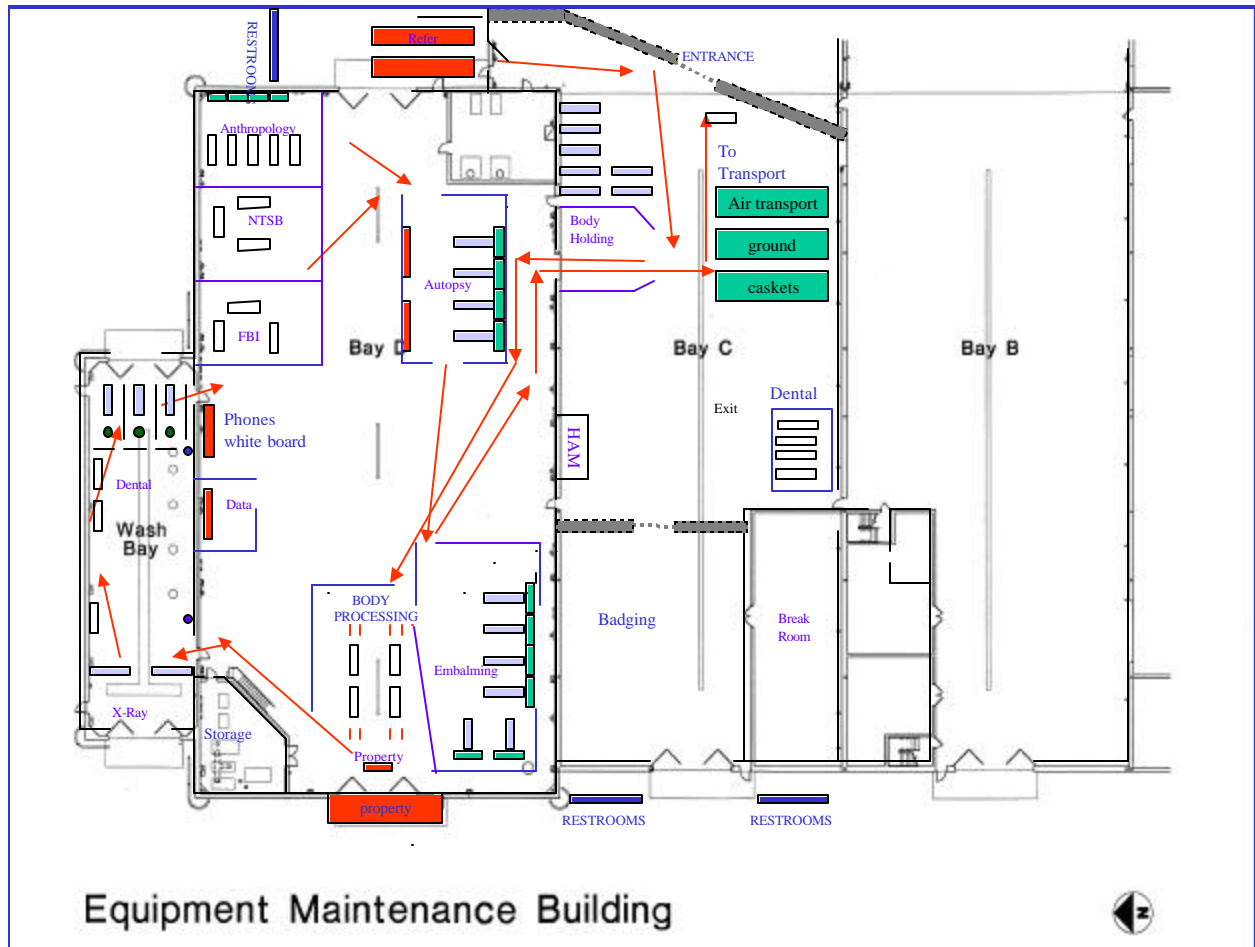 RESTROOMS
Refer
ENTRANCE
Anthropology
To
Transport
NTSB
Air transport
Body
Holding
ground
Autopsy
caskets
FBI
Bay D
Bay C
Bay B
Dental
Exit
Phones
white board
HAM
Dental
Data
Wash
Bay
BODY
PROCESSING
Badging
Break
Room
Embalming
X-Ray
Storage
Property
property
RESTROOMS
RESTROOMS
Equipment Maintenance Building
N